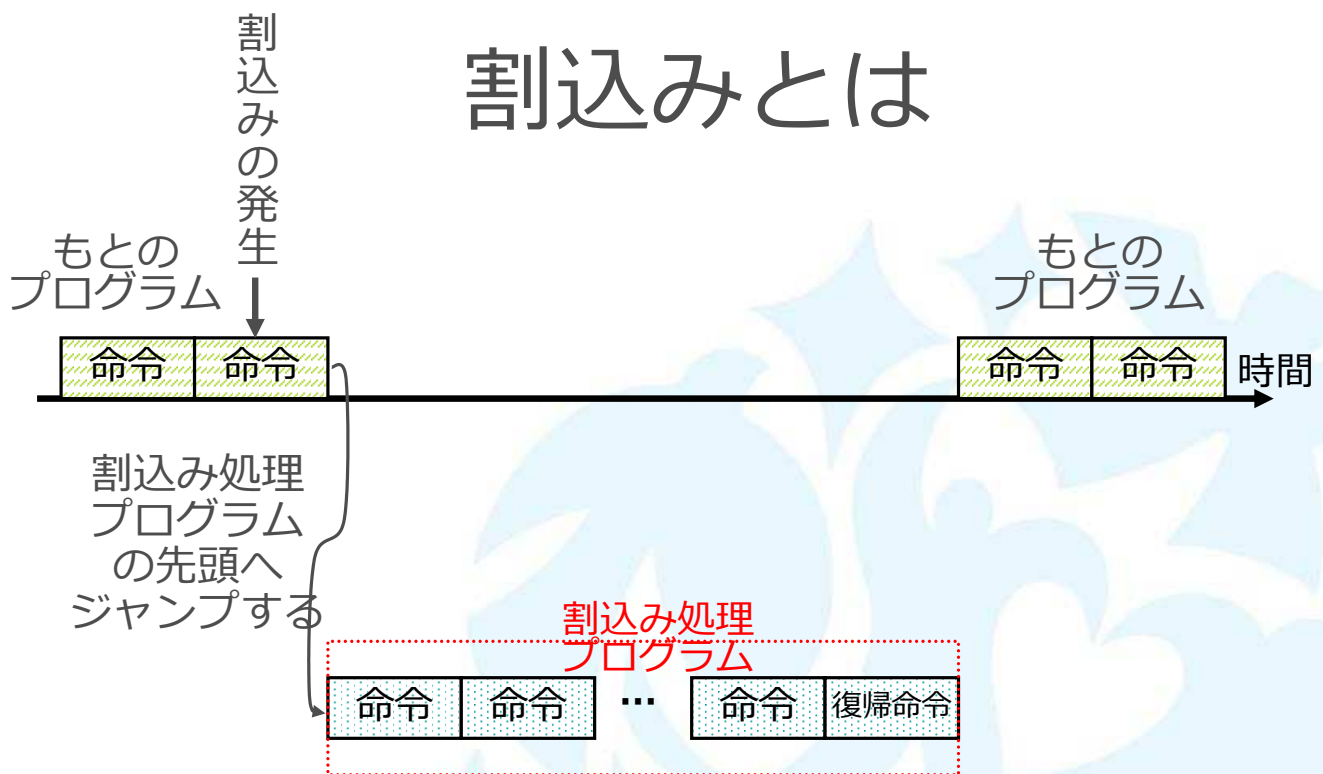 割込みとは
割込みの発生
もとの
プログラム
命令
命令
もとの
プログラム
命令
命令
時間
割込み処理
プログラム
の先頭へ
ジャンプする
割込み処理
プログラム
命令
命令
…
命令
復帰命令